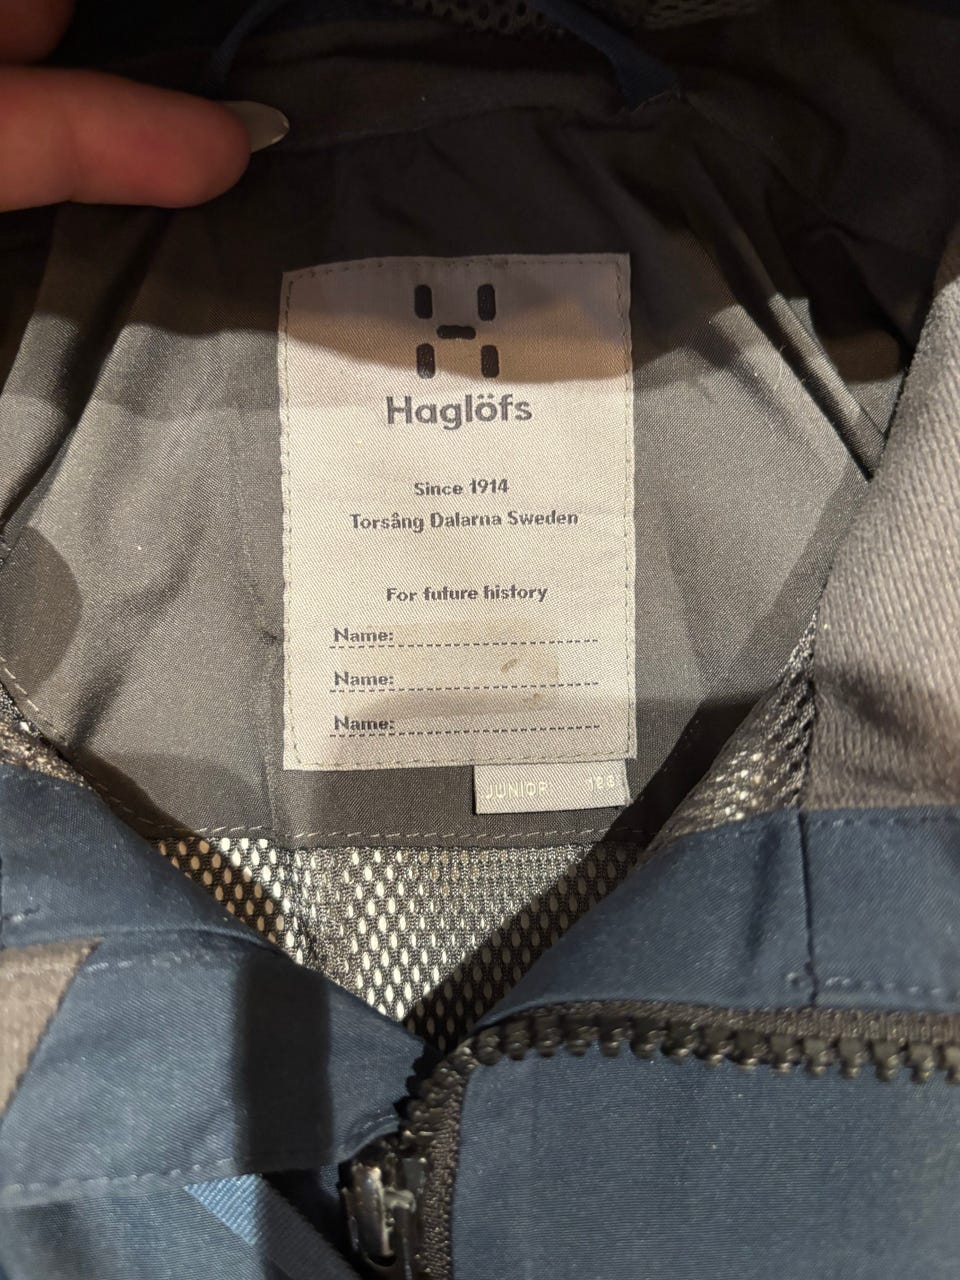 Haglöfs
Since 1914
Torsång Dalarna Sweden
For future history
Name:
Name:
Name:
JUNIOR